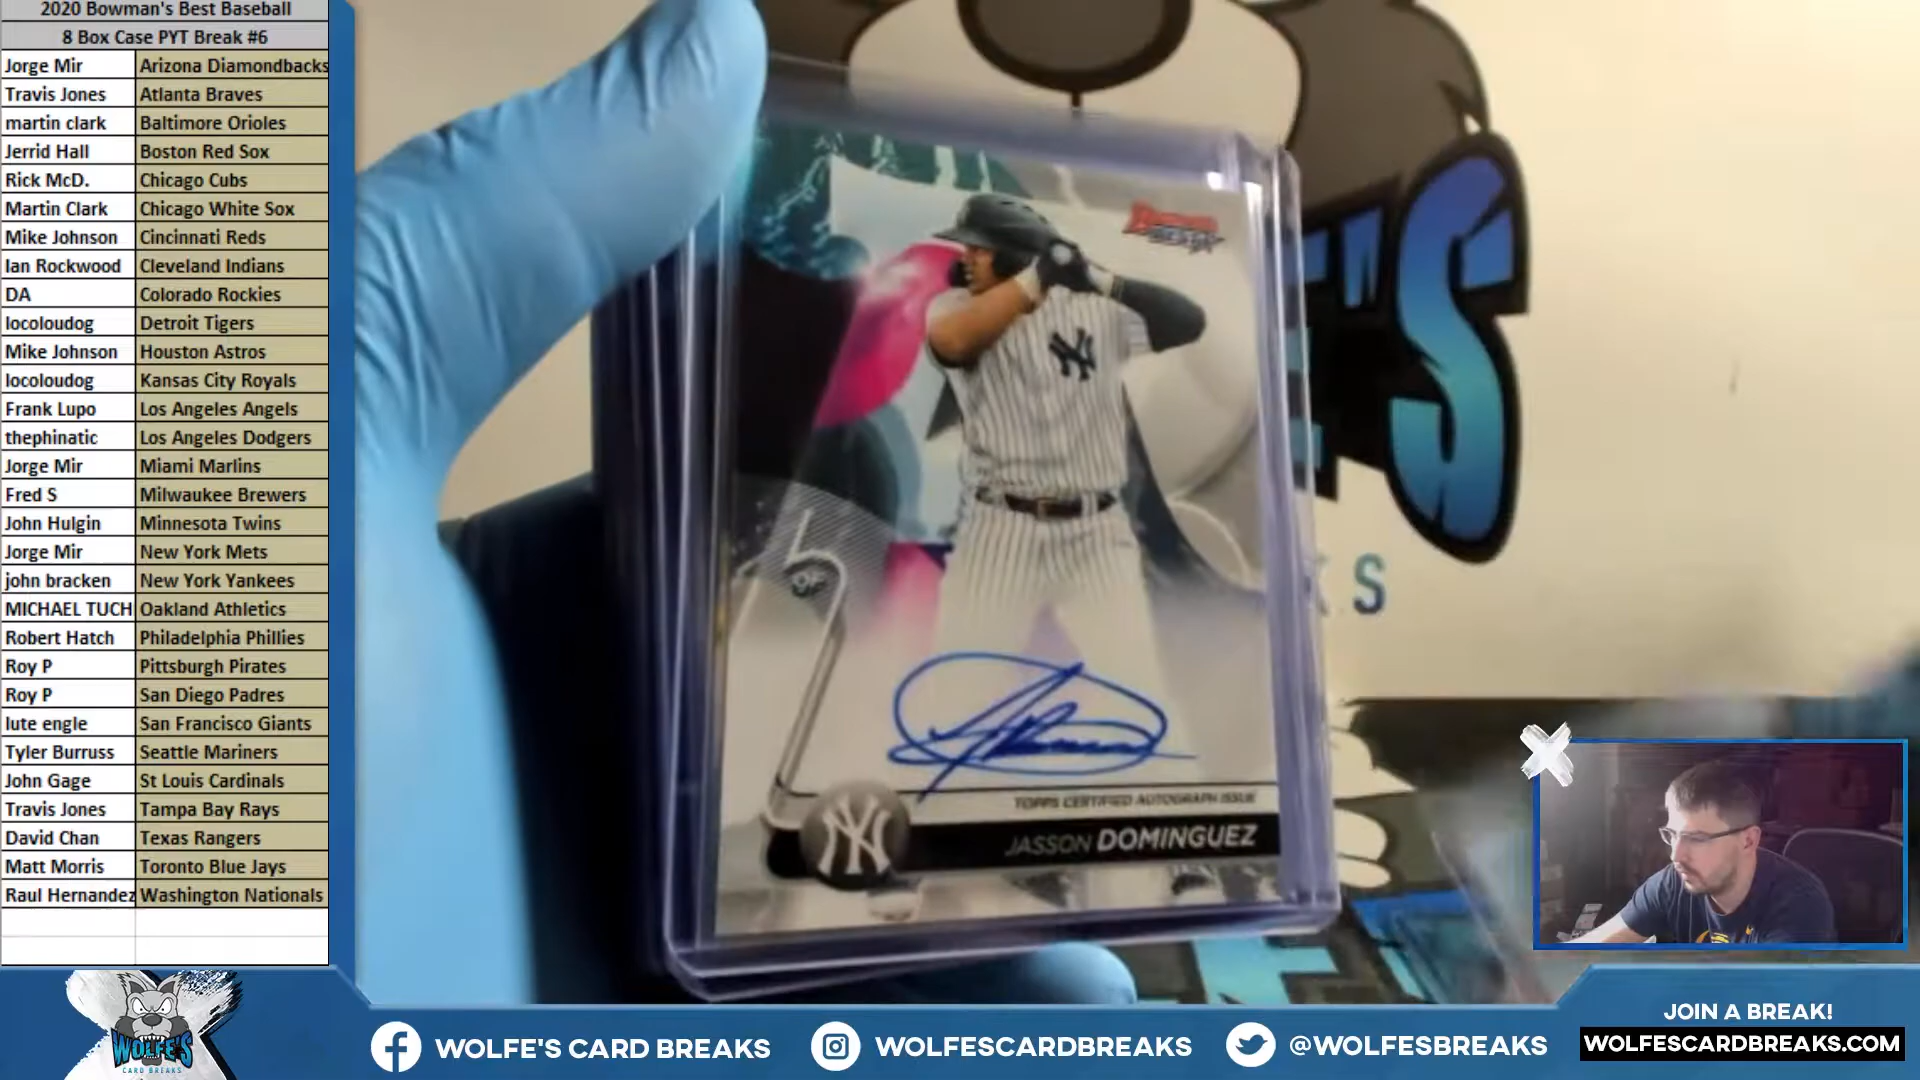 2020 Bowman's Best Baseball
8 Box Case PYT Break #6
Jorge Mir Arizona Diamondbacks
Travis Jones Atlanta Braves
martin clark Baltimore Orioles
Jerrid Hall Boston Red Sox
Rick McD. Chicago Cubs
Martin Clark Chicago White Sox
Mike Johnson Cincinnati Reds
Ian Rockwood Cleveland Indians
DA Colorado Rockies
locoloudog Detroit Tigers
Mike Johnson Houston Astros
locoloudog Kansas City Royals
Frank Lupo Los Angeles Angels
thephinatic Los Angeles Dodgers
Jorge Mir Miami Marlins
Fred S Milwaukee Brewers
John Hulgin Minnesota Twins
Jorge Mir New York Mets
john bracken New York Yankees
MICHAEL TUCH Oakland Athletics
Robert Hatch Philadelphia Phillies
Roy P Pittsburgh Pirates
Roy P San Diego Padres
lute engle San Francisco Giants
Tyler Burruss Seattle Mariners
John Gage St Louis Cardinals
Travis Jones Tampa Bay Rays
David Chan Texas Rangers
Matt Morris Toronto Blue Jays
Raul Hernandez Washington Nationals
Bowman's
BEST
NY
'S
S
TOPPS CERTIFIED AUTOGRAPH ISSUE
NY
JASSON DOMINGUEZ
WOLFE'S
CARD BREAKS
WOLFE'S CARD BREAKS
WOLFESCARDBREAKS
@WOLFESBREAKS
JOIN A BREAK!
WOLFESCARDBREAKS.COM